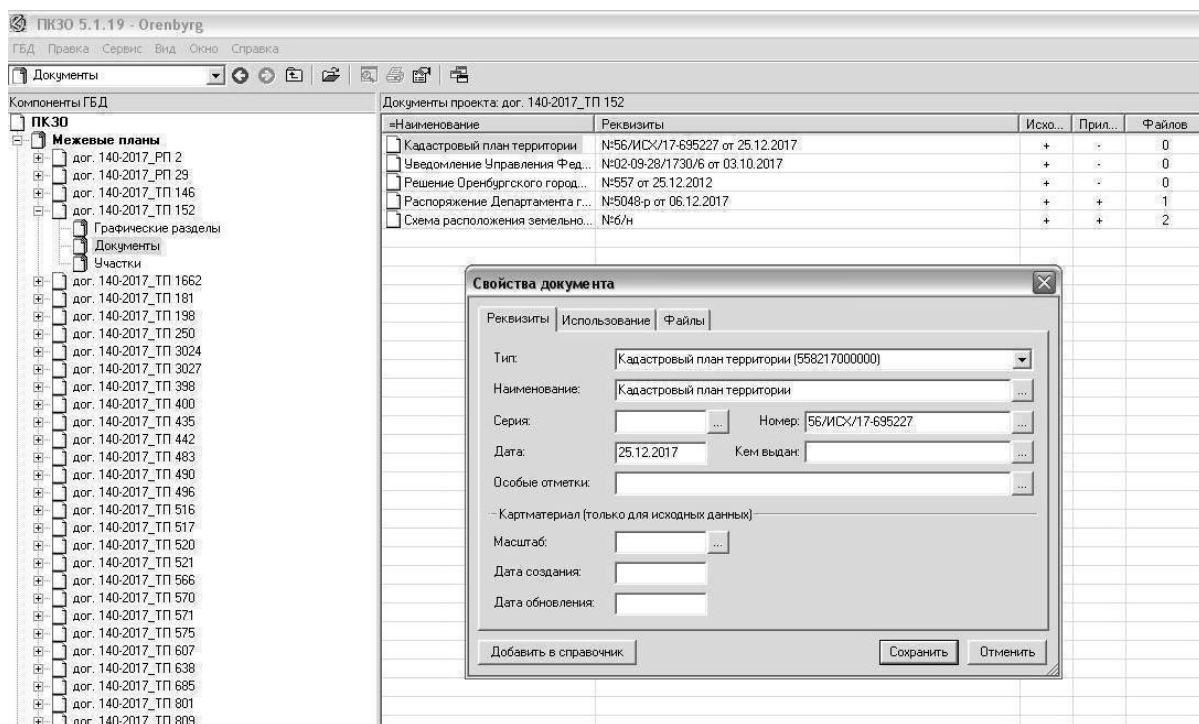 ПКЗО 5.1.19 - Orenbyrg
ГБД Правка Сервис Вид Окно Справка
Документы
Компоненты ГБД
ПКЗО
Межевые планы
дог. 140-2017_РП 2
дог. 140-2017_РП 29
дог. 140-2017_ТП 146
дог. 140-2017_ТП 152
Графические разделы
Документы
Участки
дог. 140-2017_ТП 1662
дог. 140-2017_ТП 181
дог. 140-2017_ТП 198
дог. 140-2017_ТП 250
дог. 140-2017_ТП 3024
дог. 140-2017_ТП 3027
дог. 140-2017_ТП 398
дог. 140-2017_ТП 400
дог. 140-2017_ТП 435
дог. 140-2017_ТП 442
дог. 140-2017_ТП 483
дог. 140-2017_ТП 490
дог. 140-2017_ТП 496
дог. 140-2017_ТП 516
дог. 140-2017_ТП 517
дог. 140-2017_ТП 520
дог. 140-2017_ТП 521
дог. 140-2017_ТП 566
дог. 140-2017_ТП 570
дог. 140-2017_ТП 571
дог. 140-2017_ТП 575
дог. 140-2017_ТП 607
дог. 140-2017_ТП 638
дог. 140-2017_ТП 685
дог. 140-2017_ТП 801
дог. 140-2017_ТП 809
Документы проекта: дог. 140-2017_ТП 152
=Наименование Реквизиты Исхо... Прил... Файлов
Кадастровый план территории №56/ИСХ/17-695227 от 25.12.2017 + - 0
Уведомление Управления Фед... №02-09-28/1730/6 от 03.10.2017 + - 0
Решение Оренбургского город... №557 от 25.12.2012 + - 0
Распоряжение Департамента г... №5048-р от 06.12.2017 + + 1
Схема расположения земельно... №б/н + + 2
Свойства документа
Реквизиты Использование Файлы
Тип: Кадастровый план территории (558217000000)
Наименование: Кадастровый план территории ...
Серия: ... Номер: 56/ИСХ/17-695227 ...
Дата: 25.12.2017 Кем выдан: ...
Особые отметки: ...
Картматериал (только для исходных данных)
Масштаб: ...
Дата создания:
Дата обновления:
Добавить в справочник Сохранить Отменить